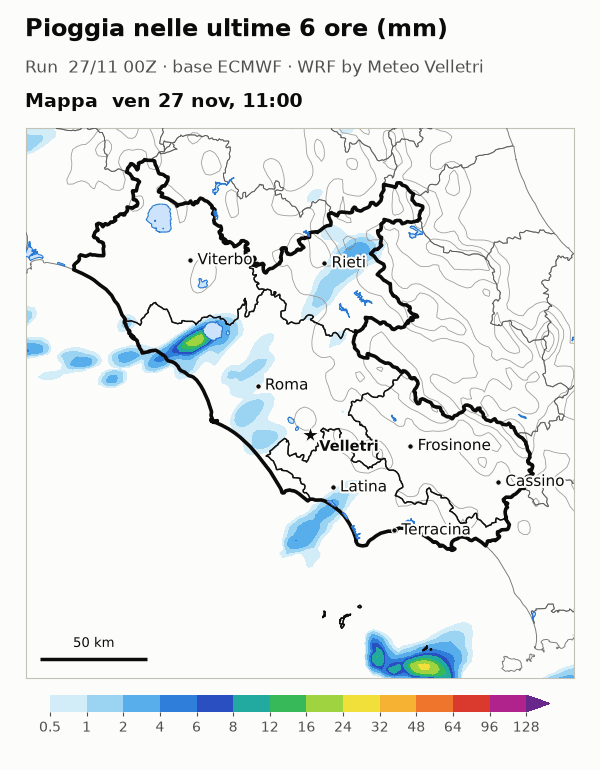 Pioggia nelle ultime 6 ore (mm)
Run  27/11 00Z · base ECMWF · WRF by Meteo Velletri
Mappa  ven 27 nov, 11:00
Viterbo
Rieti
Roma
Velletri
Frosinone
Cassino
Latina
Terracina
50 km
0.5 1 2 4 6 8 12 16 24 32 48 64 96 128